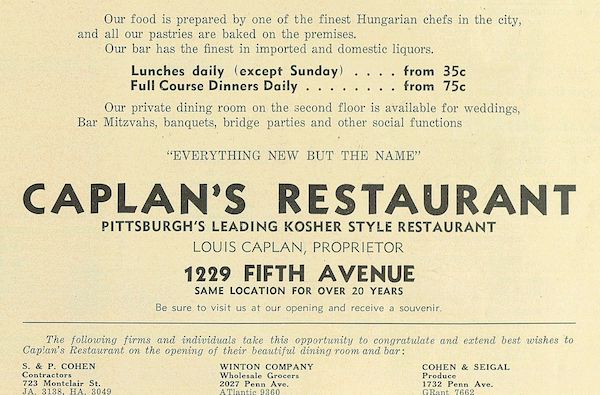 Our food is prepared by one of the finest Hungarian chefs in the city,
and all our pastries are baked on the premises.
Our bar has the finest in imported and domestic liquors.
Lunches daily (except Sunday) . . . . from 35c
Full Course Dinners Daily . . . . . . . . from 75c
Our private dining room on the second floor is available for weddings,
Bar Mitzvahs, banquets, bridge parties and other social functions
"EVERYTHING NEW BUT THE NAME"
CAPLAN'S RESTAURANT
PITTSBURGH'S LEADING KOSHER STYLE RESTAURANT
LOUIS CAPLAN, PROPRIETOR
1229 FIFTH AVENUE
SAME LOCATION FOR OVER 20 YEARS
Be sure to visit us at our opening and receive a souvenir.
The following firms and individuals take this opportunity to congratulate and extend best wishes to
Caplan's Restaurant on the opening of their beautiful dining room and bar:
S. & P. COHEN
Contractors
723 Montclair St.
JA. 3138, HA. 3049
WINTON COMPANY
Wholesale Grocers
2027 Penn Ave.
ATlantic 9360
COHEN & SEIGAL
Produce
1732 Penn Ave.
GRant 7662